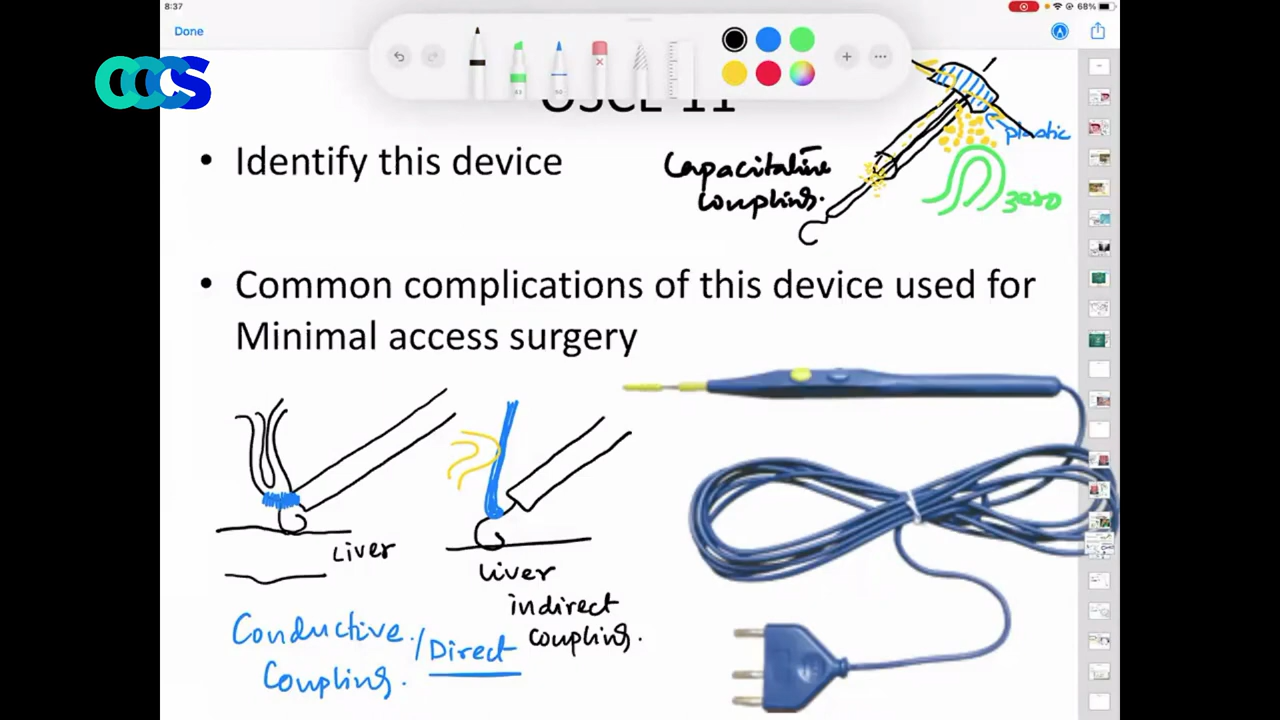 8:37
68%
Done
CCCS
OSCE 11
• Identify this device
plastic
Capacitative
Coupling.
zero
• Common complications of this device used for
Minimal access surgery
Liver
Liver
indirect
coupling.
Conductive / Direct
Coupling.